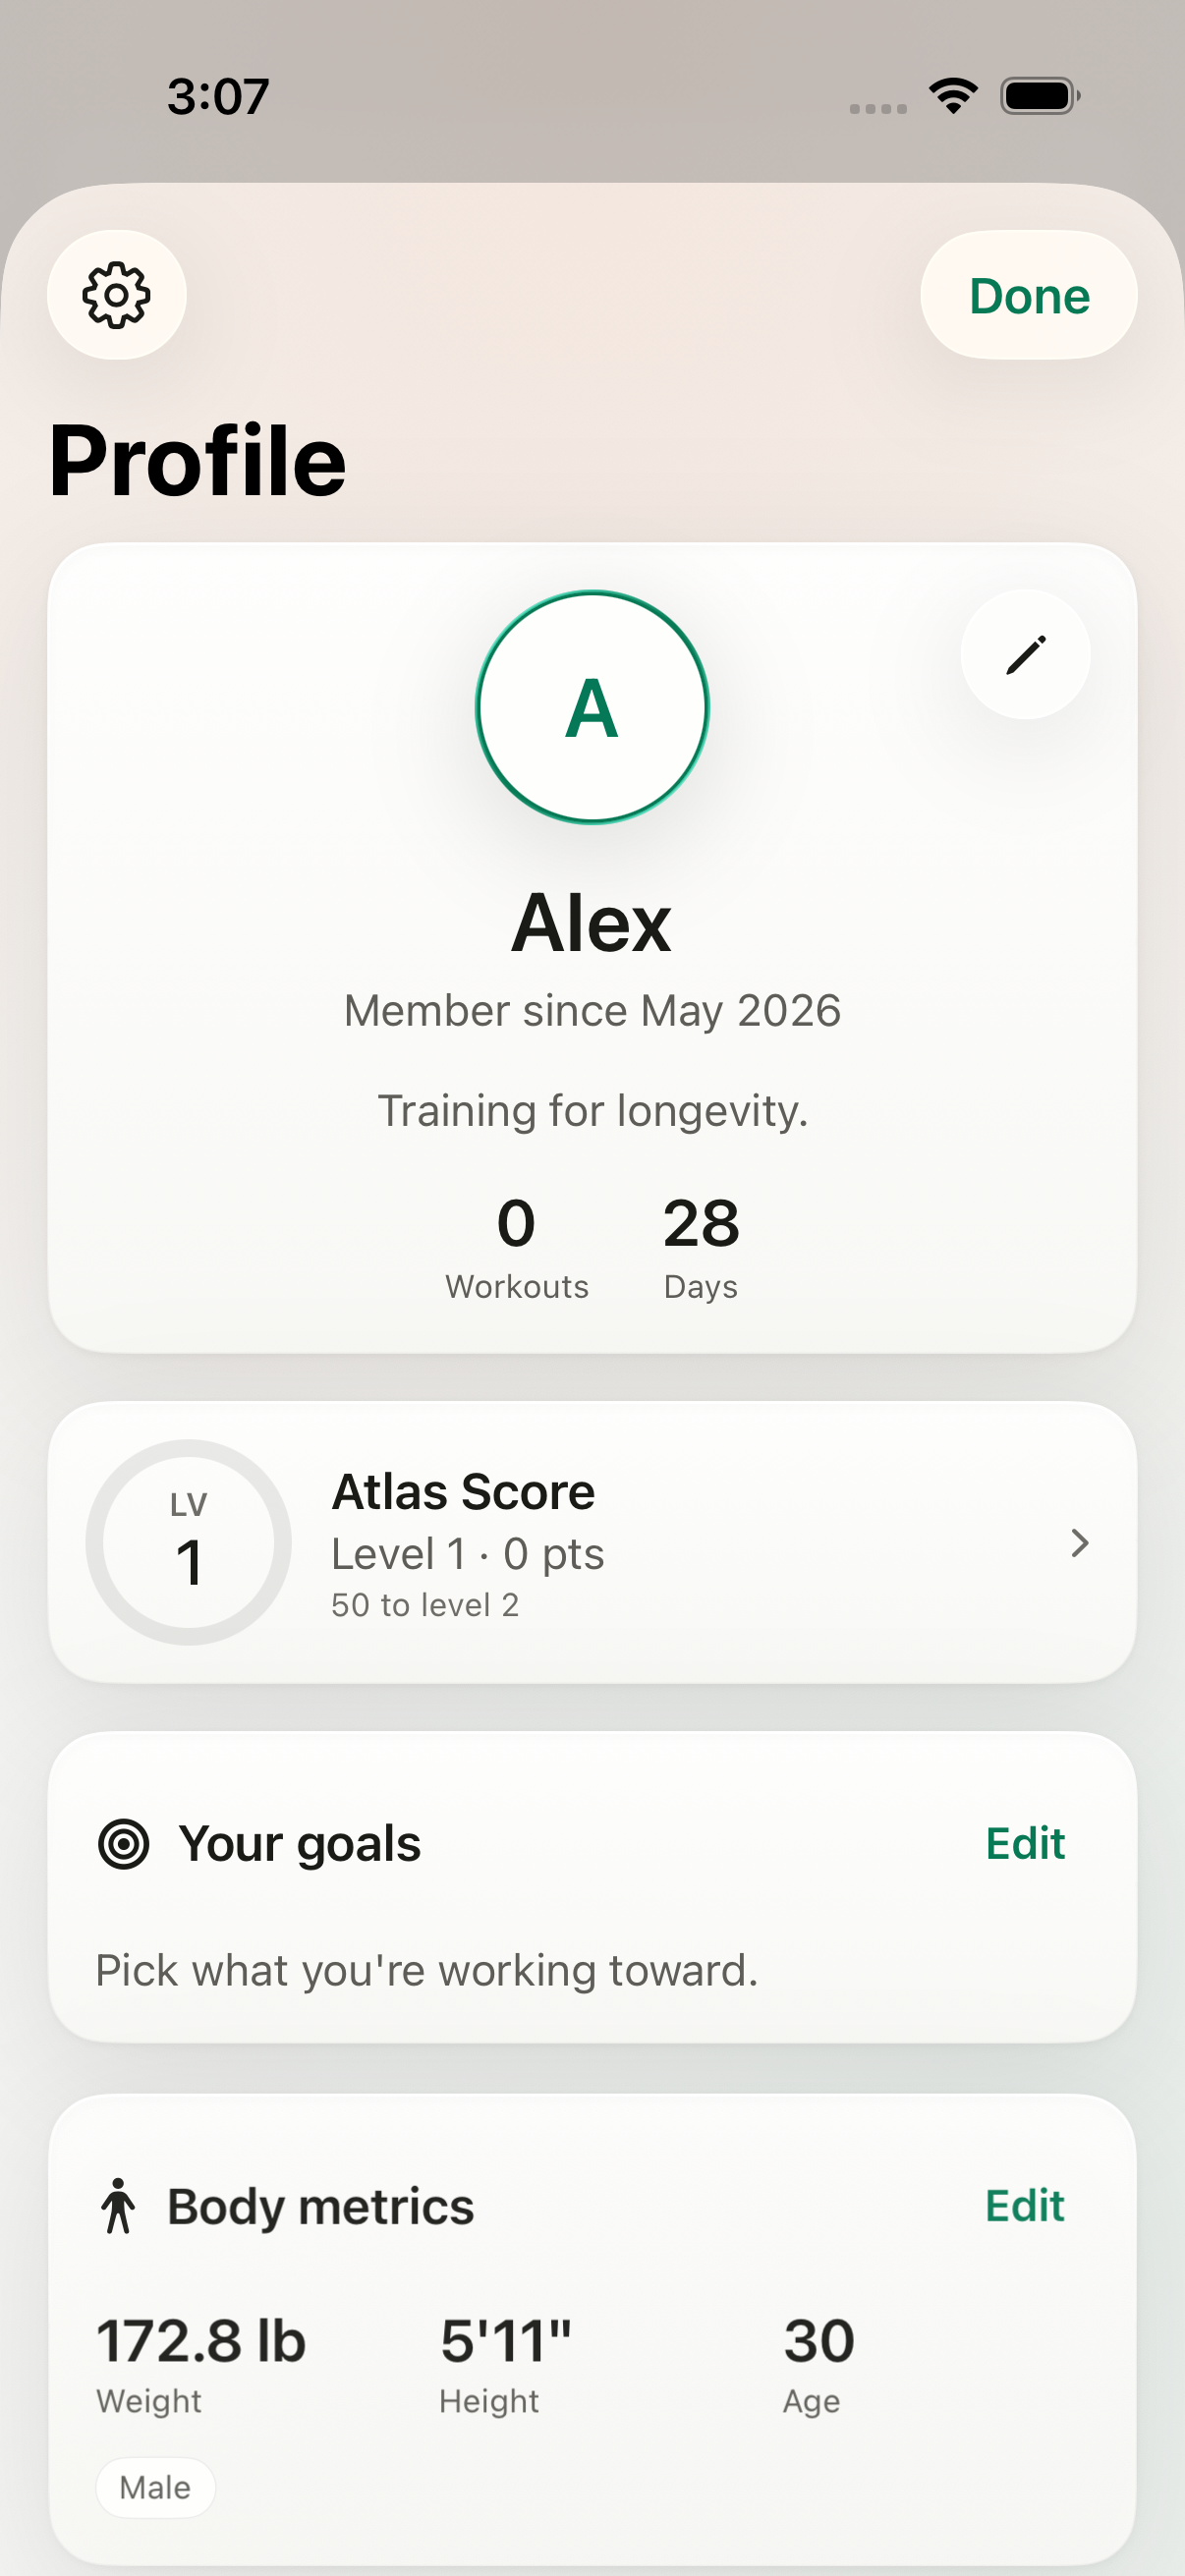 3:07
Done
Profile
A
Alex
Member since May 2026
Training for longevity.
0 28
Workouts Days
LV
1
Atlas Score
Level 1 · 0 pts
50 to level 2
Your goals Edit
Pick what you're working toward.
Body metrics Edit
172.8 lb 5'11" 30
Weight Height Age
Male